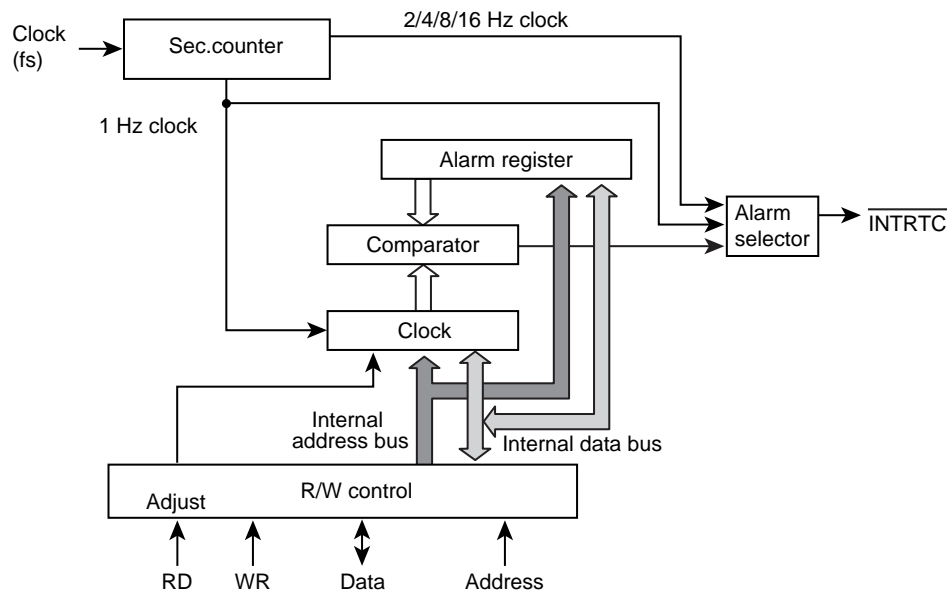 2/4/8/16 Hz clock
Clock
(fs)
Sec.counter
1 Hz clock
Alarm register
Alarm
selector
INTRTC
Comparator
Clock
Internal
address bus
Internal data bus
R/W control
Adjust
RD
WR
Data
Address